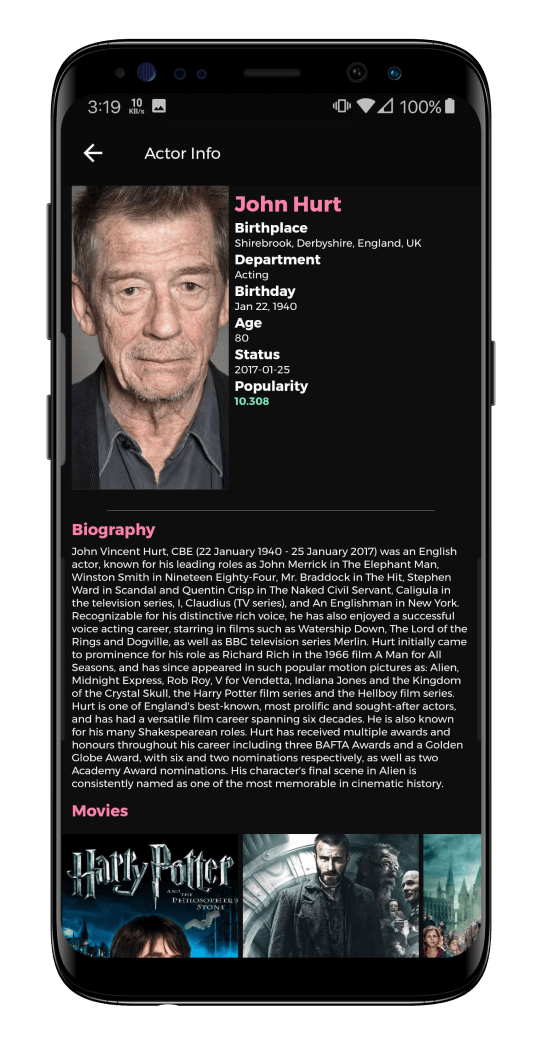 3:19 10 KB/s 100%
Actor Info
John Hurt
Birthplace
Shirebrook, Derbyshire, England, UK
Department
Acting
Birthday
Jan 22, 1940
Age
80
Status
2017-01-25
Popularity
10.308
Biography
John Vincent Hurt, CBE (22 January 1940 - 25 January 2017) was an English
actor, known for his leading roles as John Merrick in The Elephant Man,
Winston Smith in Nineteen Eighty-Four, Mr. Braddock in The Hit, Stephen
Ward in Scandal and Quentin Crisp in The Naked Civil Servant, Caligula in
the television series, I, Claudius (TV series), and An Englishman in New York.
Recognizable for his distinctive rich voice, he has also enjoyed a successful
voice acting career, starring in films such as Watership Down, The Lord of the
Rings and Dogville, as well as BBC television series Merlin. Hurt initially came
to prominence for his role as Richard Rich in the 1966 film A Man for All
Seasons, and has since appeared in such popular motion pictures as: Alien,
Midnight Express, Rob Roy, V for Vendetta, Indiana Jones and the Kingdom
of the Crystal Skull, the Harry Potter film series and the Hellboy film series.
Hurt is one of England's best-known, most prolific and sought-after actors,
and has had a versatile film career spanning six decades. He is also known
for his many Shakespearean roles. Hurt has received multiple awards and
honours throughout his career including three BAFTA Awards and a Golden
Globe Award, with six and two nominations respectively, as well as two
Academy Award nominations. His character's final scene in Alien is
consistently named as one of the most memorable in cinematic history.
Movies
Harry Potter
AND THE
PHILOSOPHER'S
STONE